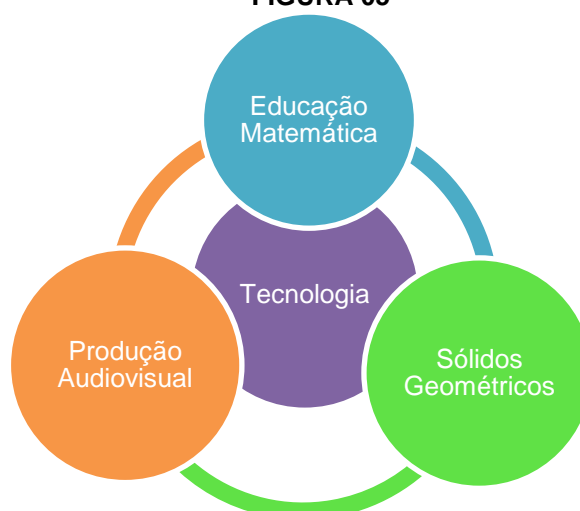 Educação
Matemática
Tecnologia
Produção
Audiovisual
Sólidos
Geométricos